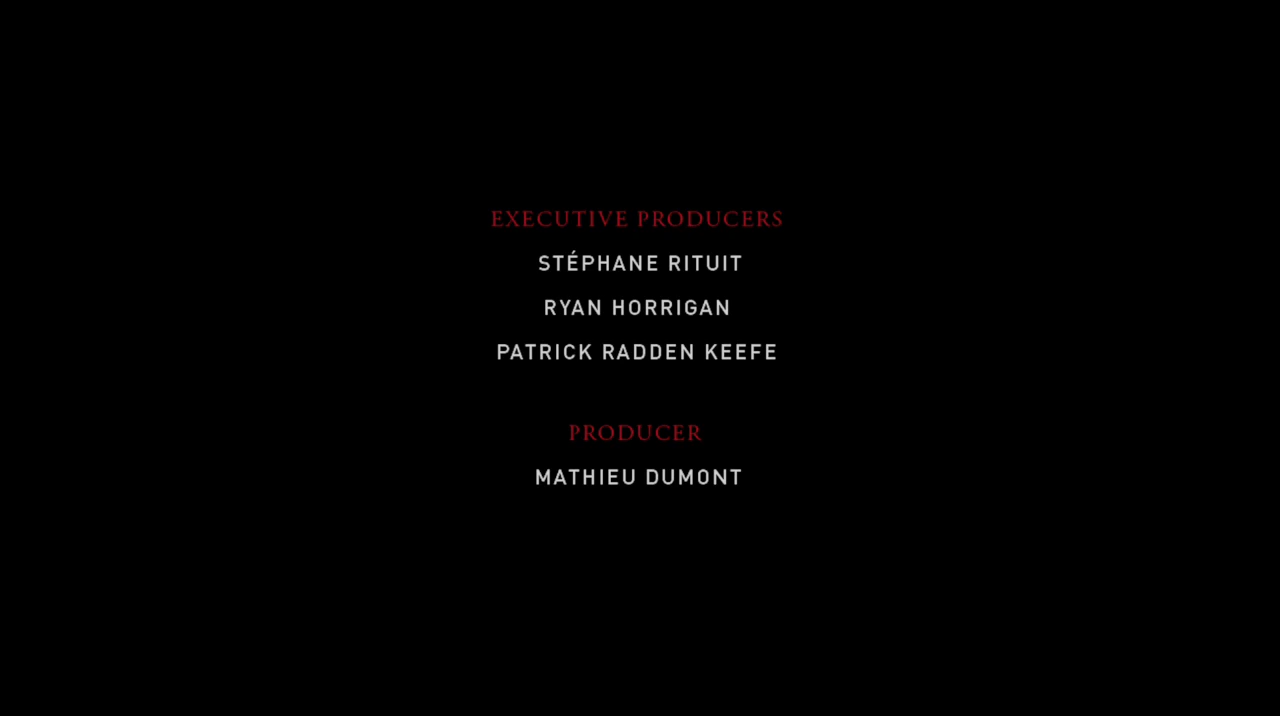 EXECUTIVE PRODUCERS
STÉPHANE RITUIT
RYAN HORRIGAN
PATRICK RADDEN KEEFE
PRODUCER
MATHIEU DUMONT